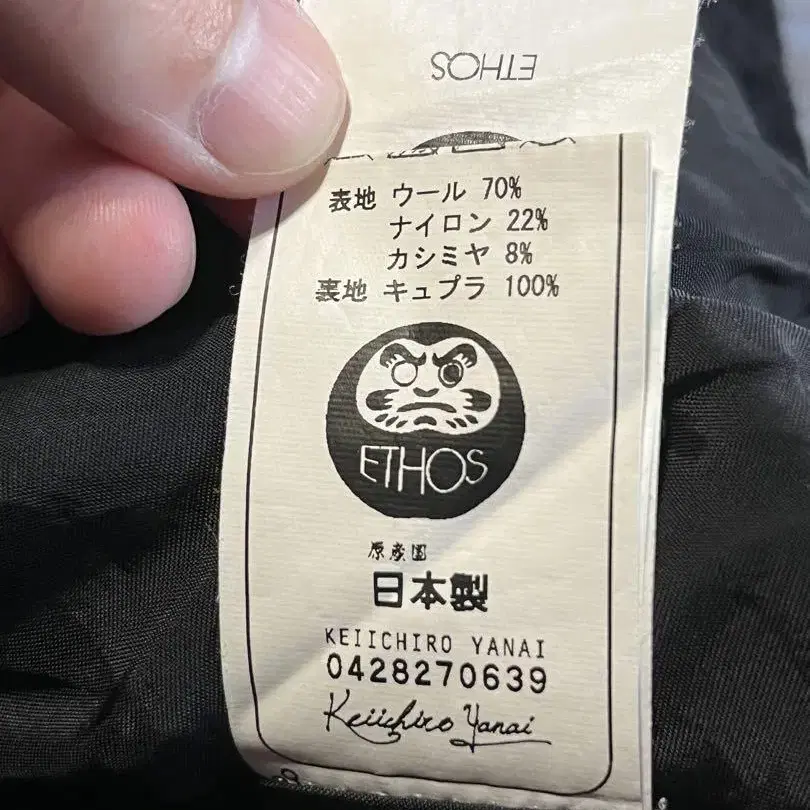 ETHOS
表地 ウール 70%
ナイロン 22%
カシミヤ 8%
裏地 キュプラ 100%
ETHOS
原産国
日本製
KEIICHIRO YANAI
0428270639
Keiichiro Yanai